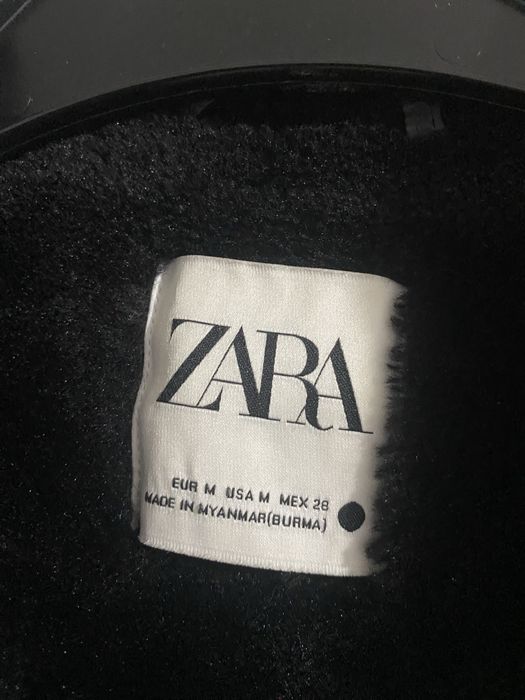 ZARA
EUR M USA M MEX 28
MADE IN MYANMAR(BURMA)